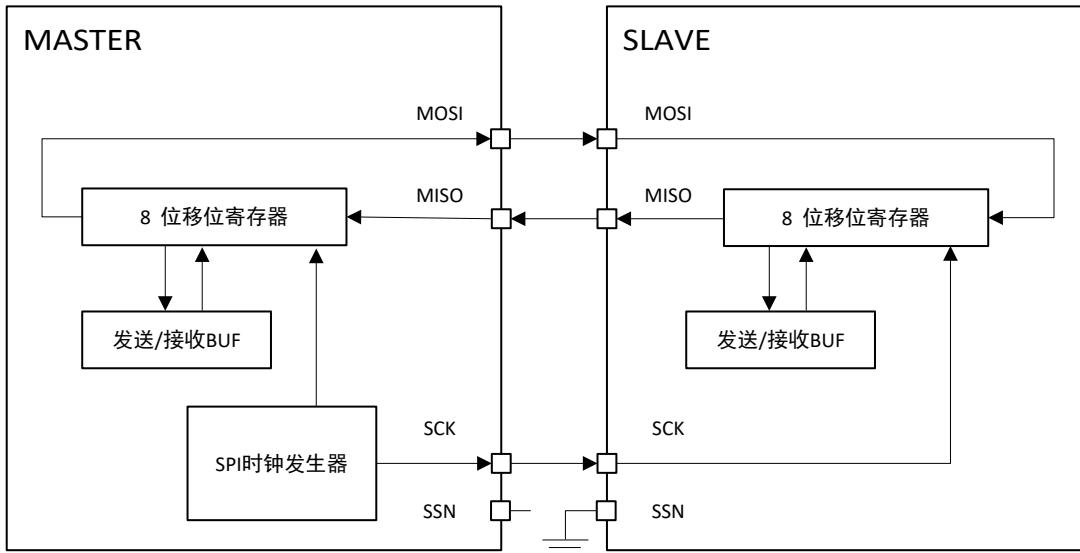 MASTER
SLAVE
MOSI
MOSI
MISO
MISO
8 位移位寄存器
8 位移位寄存器
发送/接收BUF
发送/接收BUF
SCK
SCK
SPI时钟发生器
SSN
SSN